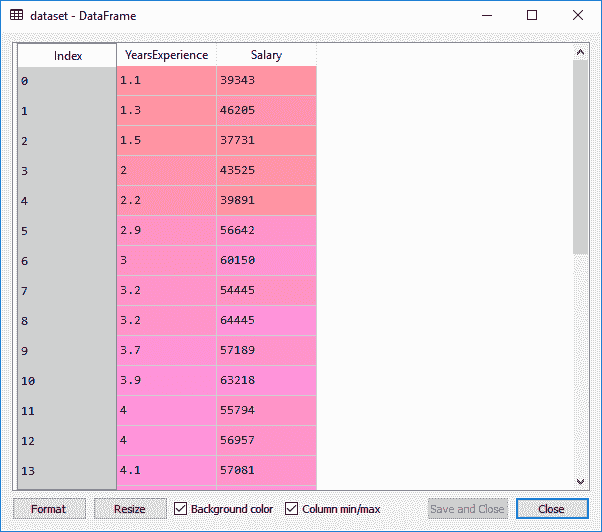 dataset - DataFrame
Index YearsExperience Salary
0 1.1 39343
1 1.3 46205
2 1.5 37731
3 2 43525
4 2.2 39891
5 2.9 56642
6 3 60150
7 3.2 54445
8 3.2 64445
9 3.7 57189
10 3.9 63218
11 4 55794
12 4 56957
13 4.1 57081
Format Resize Background color Column min/max Save and Close Close